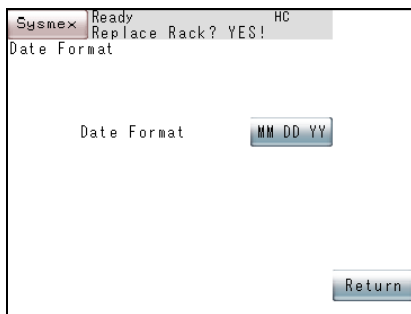 Sysmex Ready HC
Replace Rack? YES!
Date Format
Date Format MM DD YY
Return